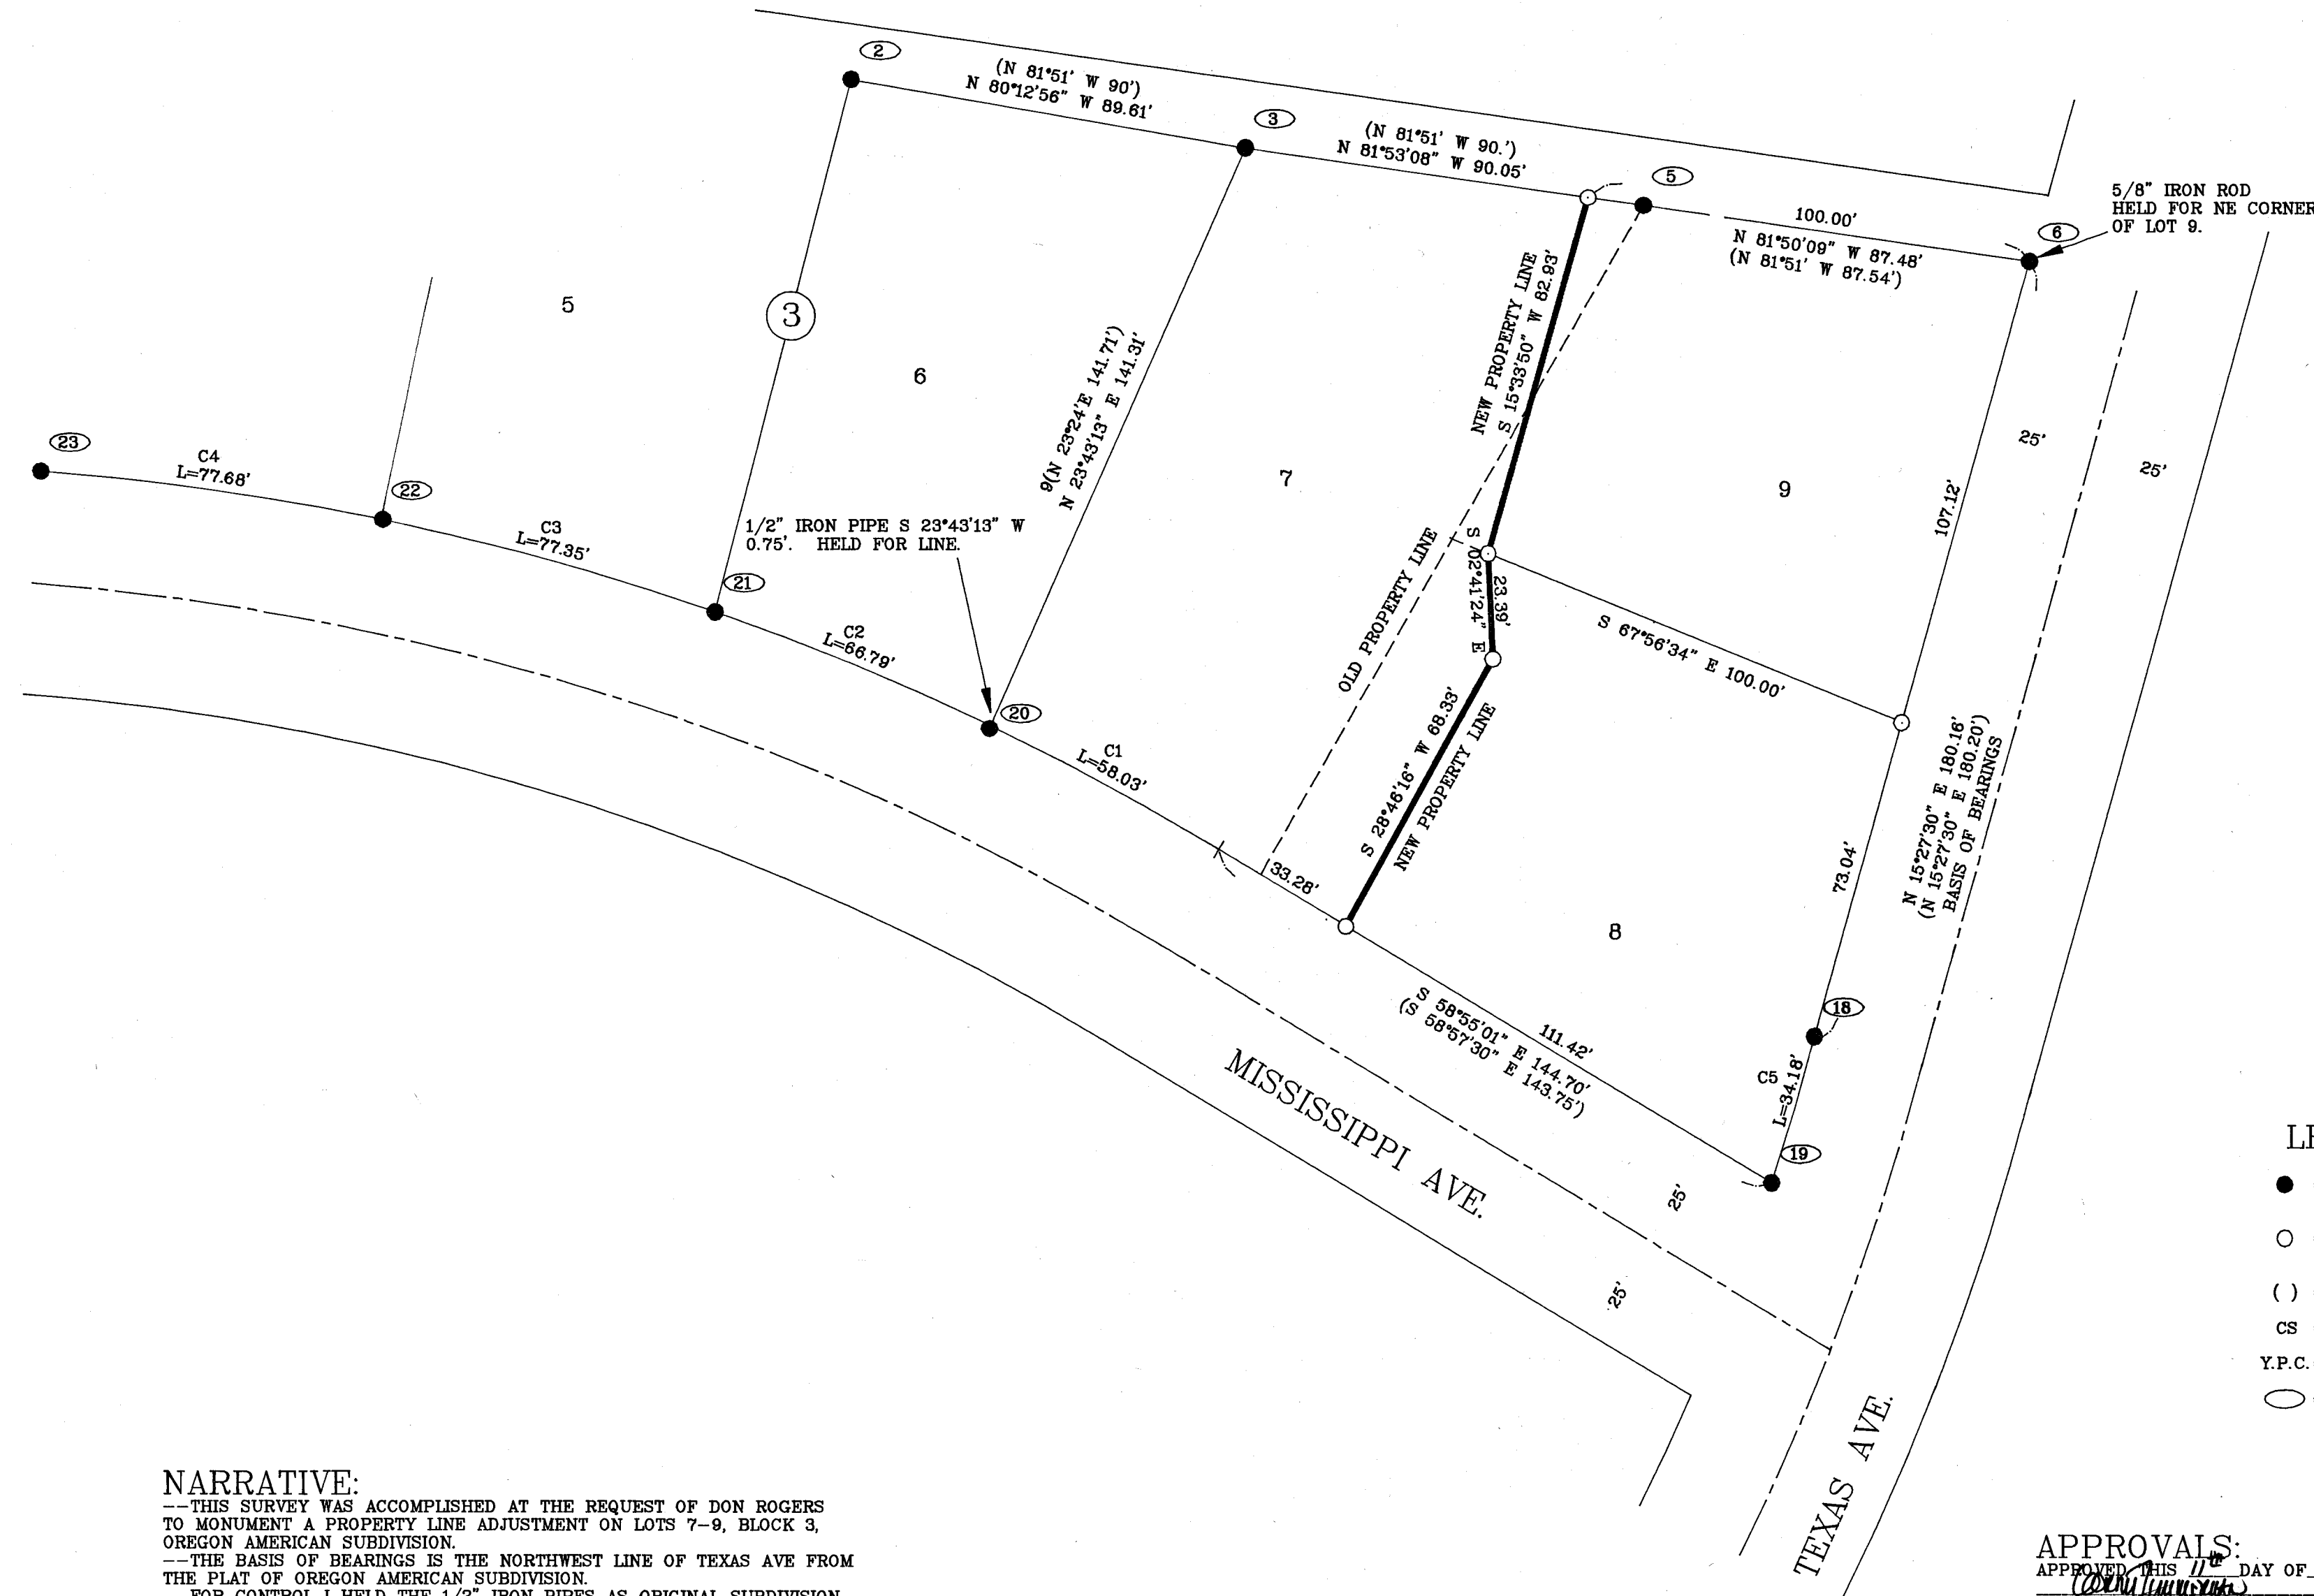 2
(N 81°51' W 90')
N 80°12'56" W 89.61'
3
(N 81°51' W 90.')
N 81°53'08" W 90.05'
5
100.00'
N 81°50'09" W 87.48'
(N 81°51' W 87.54')
6
5/8" IRON ROD
HELD FOR NE CORNER
OF LOT 9.
5
3
6
9(N 23°24'E 141.71')
N 23°43'13" E 141.31'
7
NEW PROPERTY LINE
S 15°33'50" W 82.93'
9
25'
25'
107.12'
23
C4
L=77.68'
22
C3
L=77.35'
1/2" IRON PIPE S 23°43'13" W
0.75'. HELD FOR LINE.
21
C2
L=66.79'
20
C1
L=58.03'
OLD PROPERTY LINE
S 02°41'24" E
23.39'
S 67°56'34" E 100.00'
S 28°46'16" W 68.33'
NEW PROPERTY LINE
33.28'
8
73.04'
N 15°27'30" E 180.16'
(N 15°27'30" E 180.20')
BASIS OF BEARINGS
18
C5
L=34.18'
19
111.42'
S 58°55'01" E 144.70'
(S 58°57'30" E 143.75')
MISSISSIPPI AVE.
25'
25'
TEXAS AVE.
( )
CS
Y.P.C.
NARRATIVE:
--THIS SURVEY WAS ACCOMPLISHED AT THE REQUEST OF DON ROGERS
TO MONUMENT A PROPERTY LINE ADJUSTMENT ON LOTS 7-9, BLOCK 3,
OREGON AMERICAN SUBDIVISION.
--THE BASIS OF BEARINGS IS THE NORTHWEST LINE OF TEXAS AVE FROM
THE PLAT OF OREGON AMERICAN SUBDIVISION.
FOR CONTROL I HELD THE 1/2" IRON PIPES AS ORIGINAL SUBDIVISION
APPROVALS:
APPROVED THIS 11th DAY OF